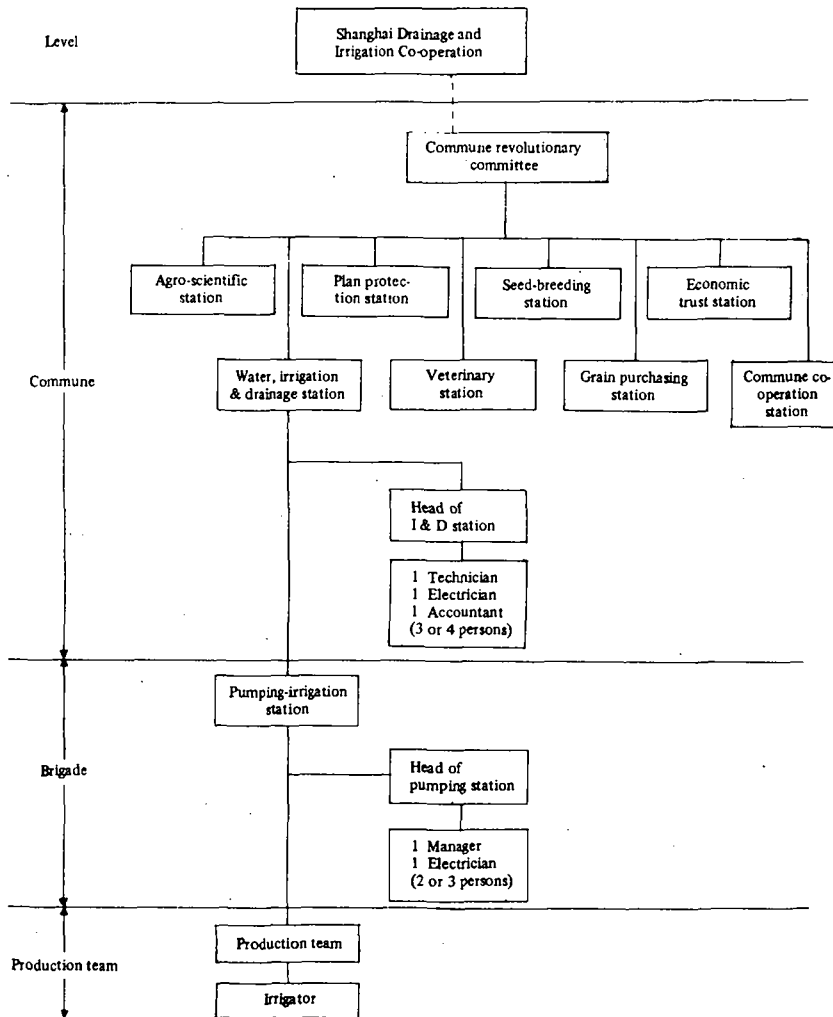 Level
Shanghai Drainage and
Irrigation Co-operation
Commune revolutionary
committee
Agro-scientific
station
Plan protec-
tion station
Seed-breeding
station
Economic
trust station
Commune
Water, irrigation
& drainage station
Veterinary
station
Grain purchasing
station
Commune co-
operation
station
Head of
I & D station
1 Technician
1 Electrician
1 Accountant
(3 or 4 persons)
Pumping-irrigation
station
Brigade
Head of
pumping station
1 Manager
1 Electrician
(2 or 3 persons)
Production team
Production team
Irrigator